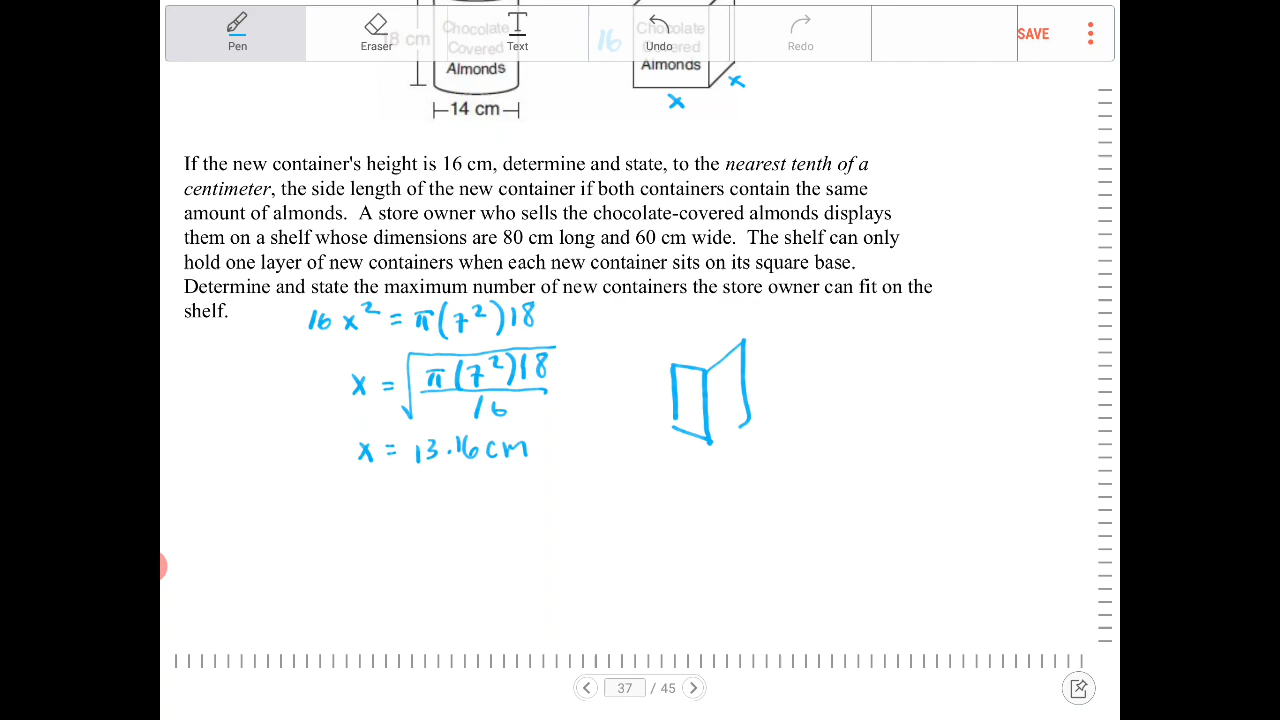 Pen
Eraser
Text
Undo
Redo
SAVE
18 cm
Chocolate
Covered
Almonds
14 cm
16
Chocolate
Covered
Almonds
x
x
If the new container's height is 16 cm, determine and state, to the nearest tenth of a
centimeter, the side length of the new container if both containers contain the same
amount of almonds. A store owner who sells the chocolate-covered almonds displays
them on a shelf whose dimensions are 80 cm long and 60 cm wide. The shelf can only
hold one layer of new containers when each new container sits on its square base.
Determine and state the maximum number of new containers the store owner can fit on the
shelf.
16 x² = π(7²)18
x = √(π(7²)18/16)
x = 13.16 cm
37 / 45